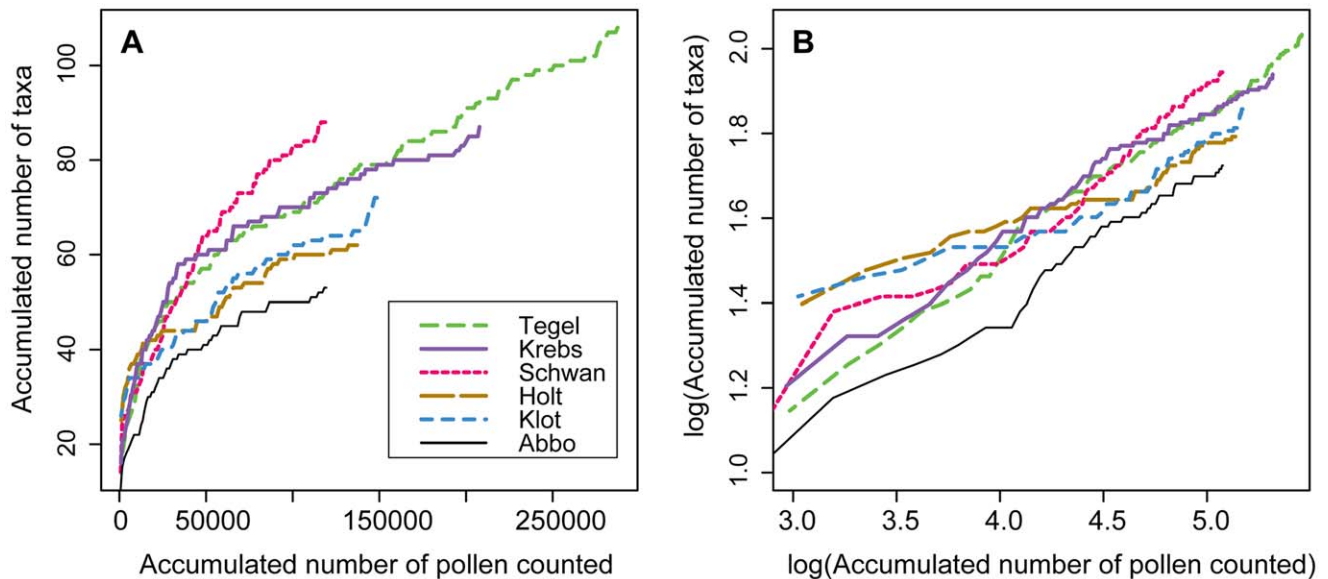 A
Accumulated number of taxa
100
80
60
40
20
0
50000
150000
250000
Accumulated number of pollen counted
Tegel
Krebs
Schwan
Holt
Klot
Abbo
B
log(Accumulated number of taxa)
2.0
1.8
1.6
1.4
1.2
1.0
3.0
3.5
4.0
4.5
5.0
log(Accumulated number of pollen counted)